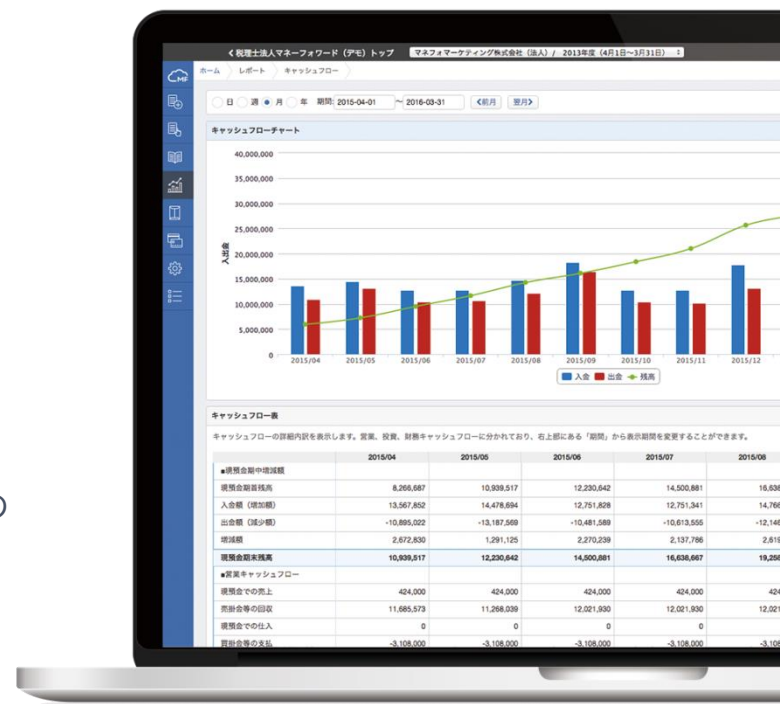 く税理士法人マネーフォワード（デモ）トップ マネフォマーケティング株式会社（法人）/ 2013年度（4月1日〜3月31日）
MF
ホーム レポート キャッシュフロー
日 週 月 年 期間: 2015-04-01 〜 2016-03-31 く前月 翌月>
キャッシュフローチャート
40,000,000
35,000,000
30,000,000
25,000,000
20,000,000
15,000,000
10,000,000
5,000,000
0
入出金
2015/04 2015/05 2015/06 2015/07 2015/08 2015/09 2015/10 2015/11 2015/12
入金 出金 残高
キャッシュフロー表
キャッシュフローの詳細内訳を表示します。営業、投資、財務キャッシュフローに分かれており、右上部にある「期間」から表示期間を変更することができます。
2015/04 2015/05 2015/06 2015/07 2015/08
■現預金期中増減額
現預金期首残高 8,266,687 10,939,517 12,230,642 14,500,881 16,638
入金額（増加額） 13,567,852 14,478,694 12,751,828 12,751,341 14,766
出金額（減少額） -10,895,022 -13,187,569 -10,481,589 -10,613,555 -12,146
増減額 2,672,830 1,291,125 2,270,239 2,137,786 2,619
現預金期末残高 10,939,517 12,230,642 14,500,881 16,638,667 19,258
■営業キャッシュフロー
現預金での売上 424,000 424,000 424,000 424,000 424
売掛金等の回収 11,685,573 11,268,039 12,021,930 12,021,930 12,021
現預金での仕入 0 0 0 0
買掛金等の支払 -3,108,000 -3,108,000 -3,108,000 -3,108,000 -3,108